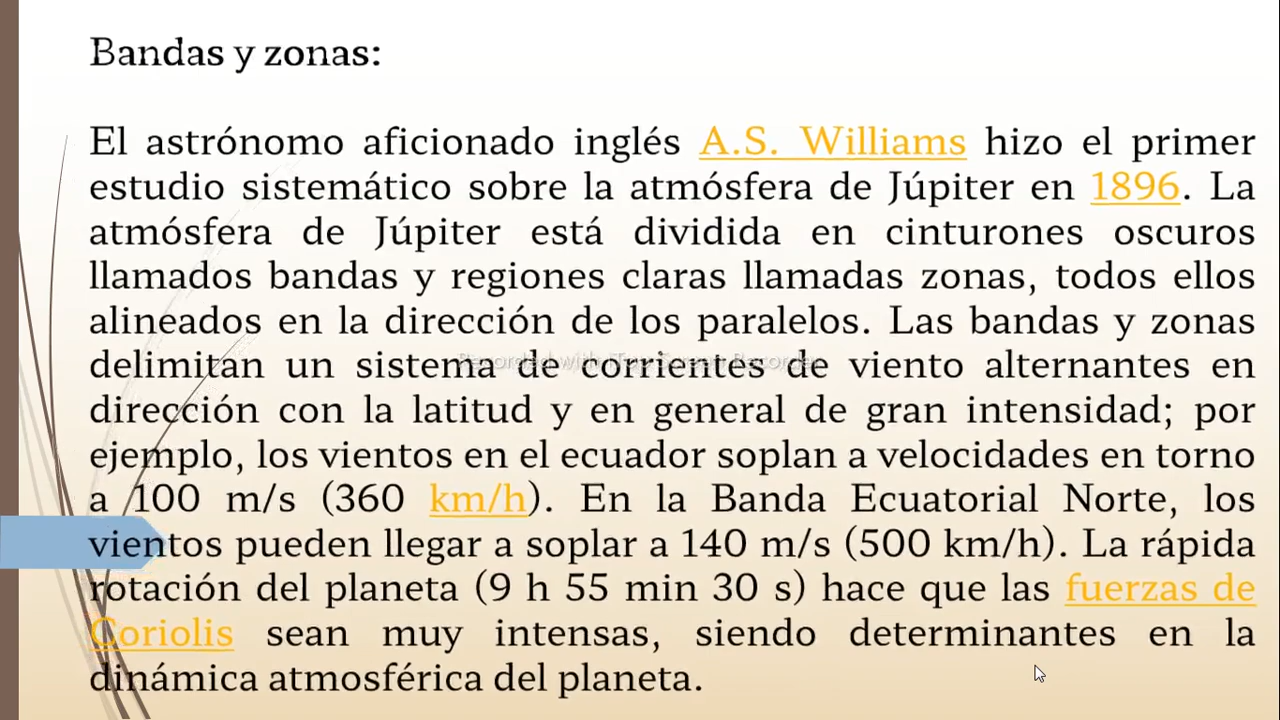 Bandas y zonas:
El astrónomo aficionado inglés A.S. Williams hizo el primer
estudio sistemático sobre la atmósfera de Júpiter en 1896. La
atmósfera de Júpiter está dividida en cinturones oscuros
llamados bandas y regiones claras llamadas zonas, todos ellos
alineados en la dirección de los paralelos. Las bandas y zonas
delimitan un sistema de corrientes de viento alternantes en
dirección con la latitud y en general de gran intensidad; por
ejemplo, los vientos en el ecuador soplan a velocidades en torno
a 100 m/s (360 km/h). En la Banda Ecuatorial Norte, los
vientos pueden llegar a soplar a 140 m/s (500 km/h). La rápida
rotación del planeta (9 h 55 min 30 s) hace que las fuerzas de
Coriolis sean muy intensas, siendo determinantes en la
dinámica atmosférica del planeta.
Recorded with iTop Screen Recorder